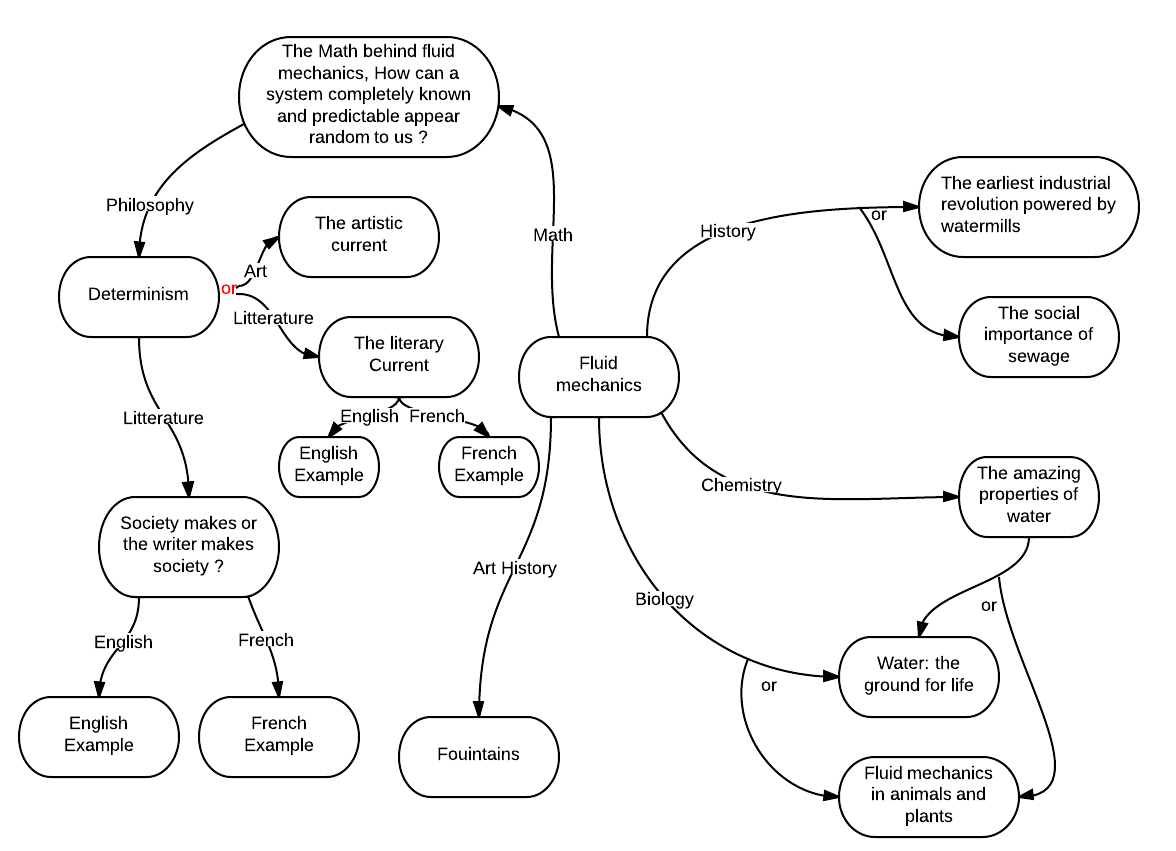 The Math behind fluid
mechanics, How can a
system completely known
and predictable appear
random to us ?
Philosophy
Math
The artistic
current
The earliest industrial
revolution powered by
watermills
or
History
Art
Determinism
or
Litterature
The literary
Current
The social
importance of
sewage
Fluid
mechanics
Litterature
English
French
English
Example
French
Example
Chemistry
The amazing
properties of
water
Society makes or
the writer makes
society ?
Art History
Biology
or
English
French
Water: the
ground for life
or
English
Example
French
Example
Fouintains
Fluid mechanics
in animals and
plants